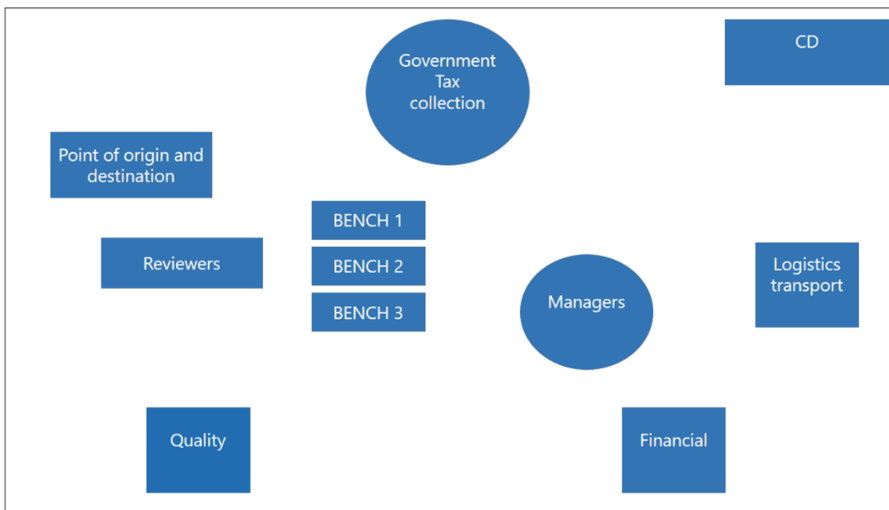 Government
Tax
collection
CD
Point of origin and
destination
BENCH 1
Reviewers
BENCH 2
BENCH 3
Managers
Logistics
transport
Quality
Financial